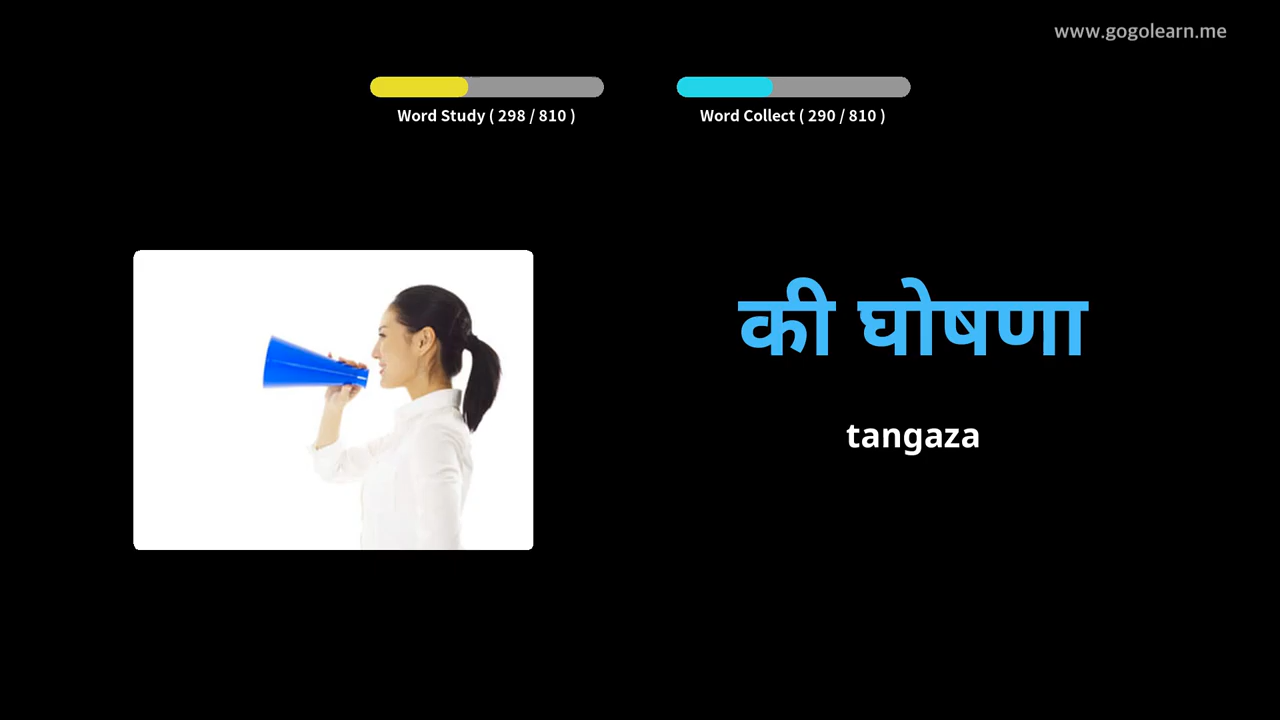 www.gogolearn.me
Word Study ( 298 / 810 )
Word Collect ( 290 / 810 )
की घोषणा
tangaza